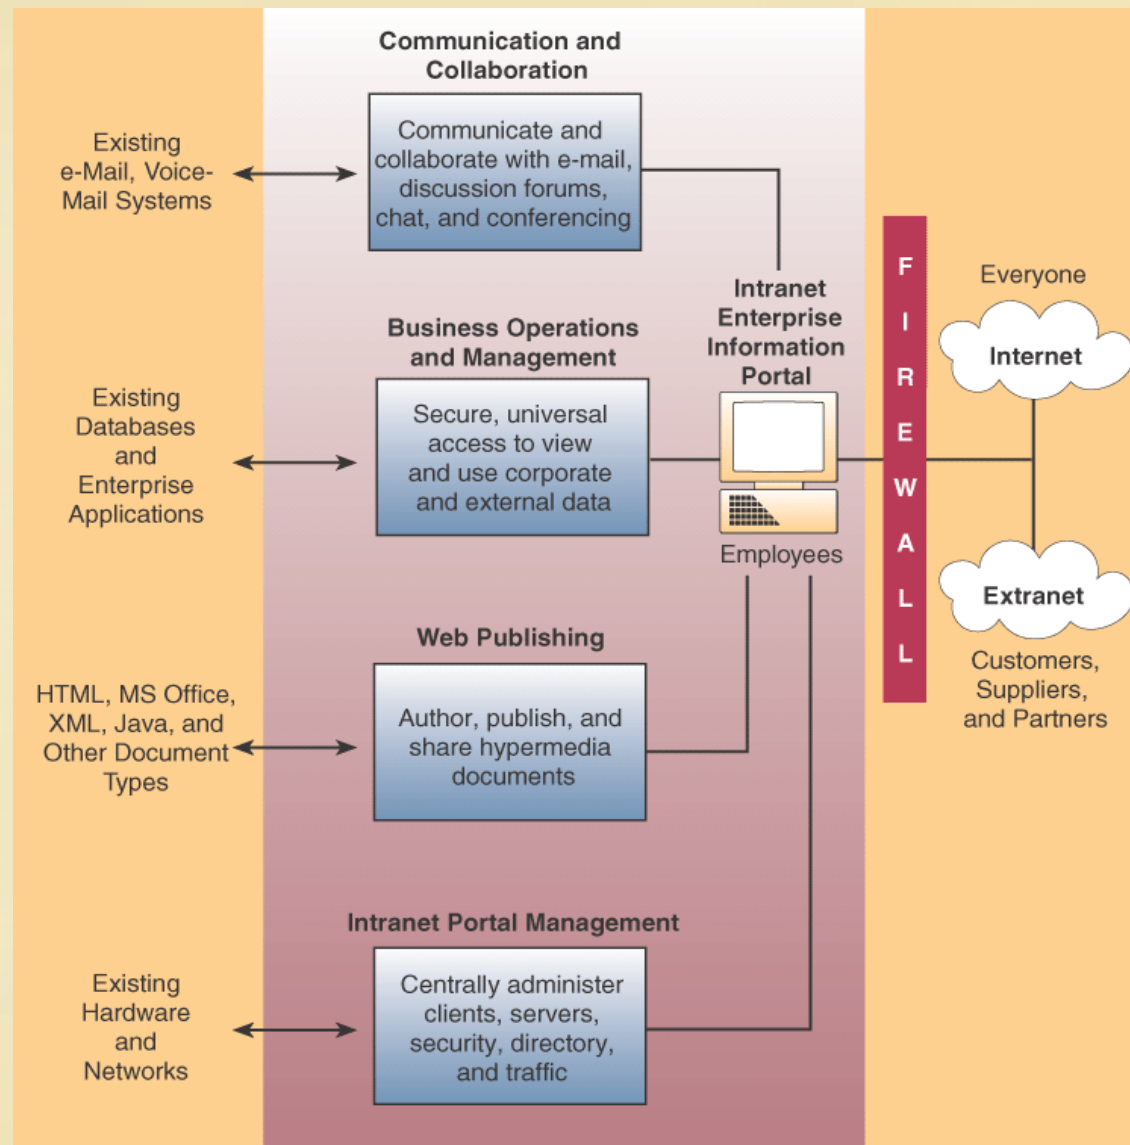 Communication and
Collaboration
Existing
e-Mail, Voice-
Mail Systems
Communicate and
collaborate with e-mail,
discussion forums,
chat, and conferencing
Business Operations
and Management
Existing
Databases
and
Enterprise
Applications
Secure, universal
access to view
and use corporate
and external data
Intranet
Enterprise
Information
Portal
Employees
FIREWALL
Everyone
Internet
Extranet
Customers,
Suppliers,
and Partners
Web Publishing
HTML, MS Office,
XML, Java, and
Other Document
Types
Author, publish, and
share hypermedia
documents
Intranet Portal Management
Existing
Hardware
and
Networks
Centrally administer
clients, servers,
security, directory,
and traffic